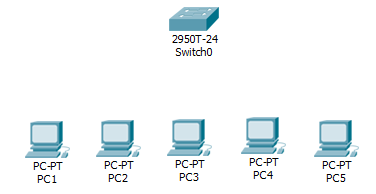 2950T-24
Switch0
PC-PT
PC1
PC-PT
PC2
PC-PT
PC3
PC-PT
PC4
PC-PT
PC5